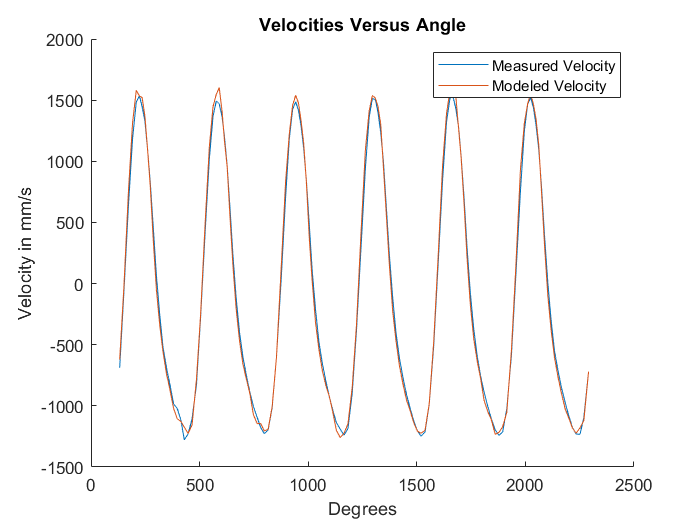 Velocities Versus Angle
Measured Velocity
Modeled Velocity
Velocity in mm/s
2000
1500
1000
500
0
-500
-1000
-1500
0 500 1000 1500 2000 2500
Degrees